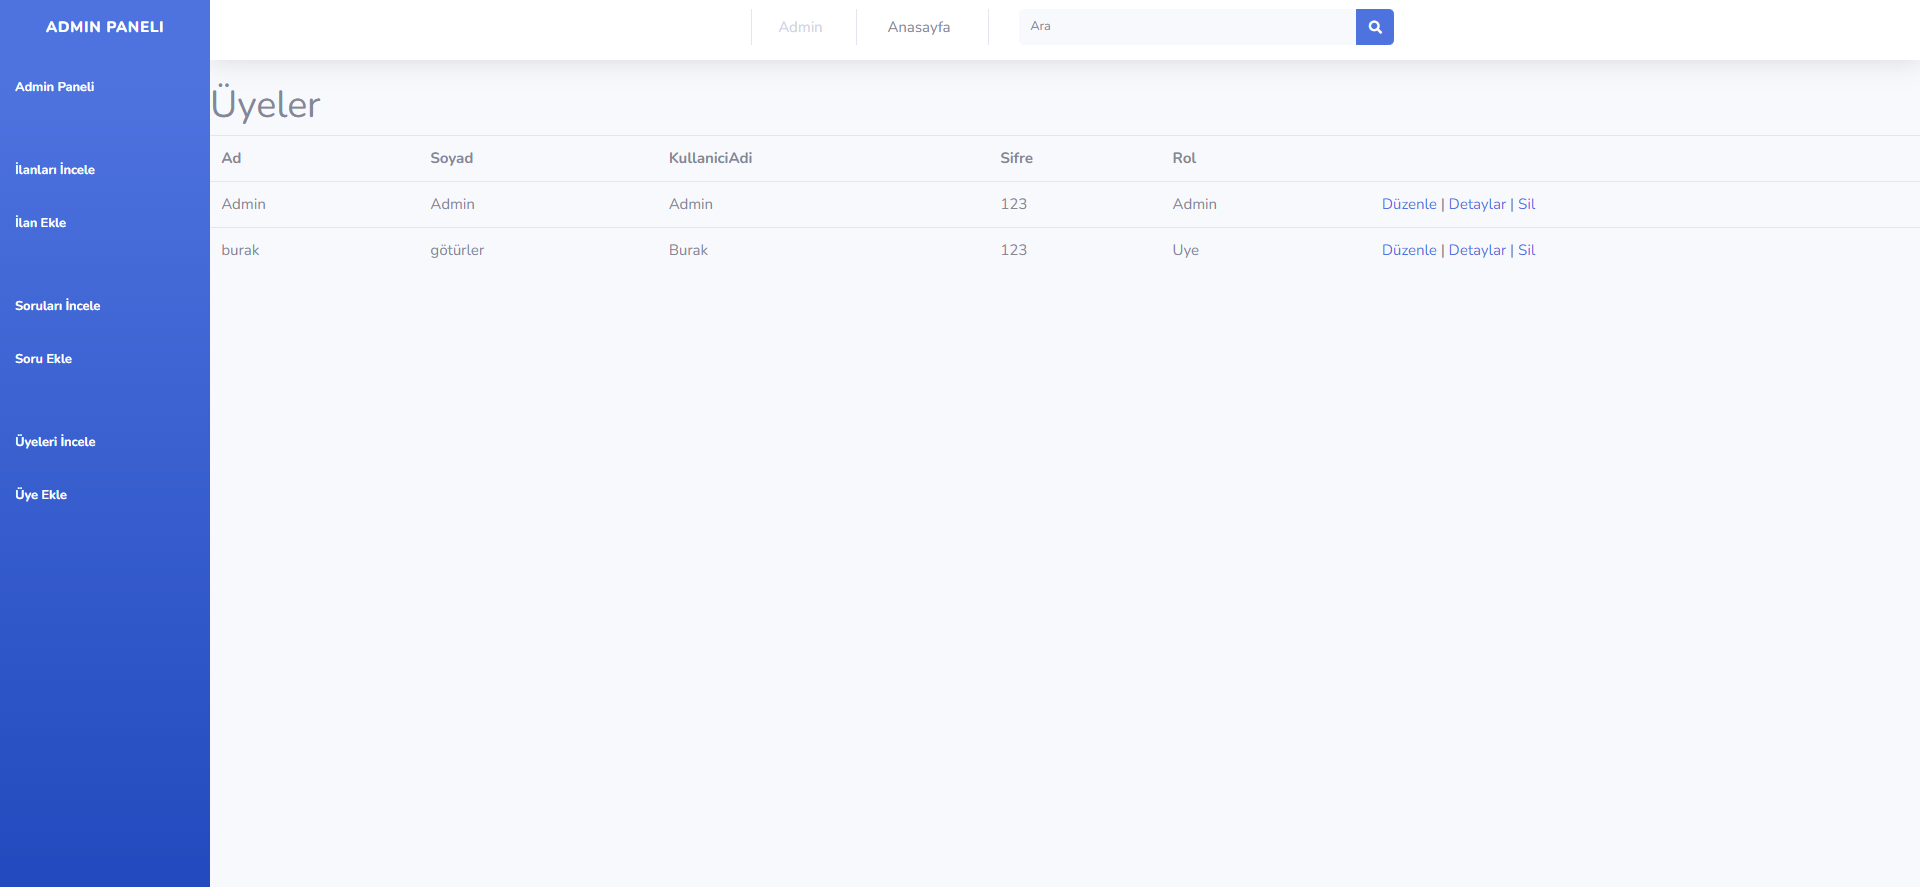 ADMIN PANELI
Admin Paneli
İlanları İncele
İlan Ekle
Soruları İncele
Soru Ekle
Üyeleri İncele
Üye Ekle
Admin Anasayfa Ara
Üyeler
Ad Soyad KullaniciAdi Sifre Rol
Admin Admin Admin 123 Admin Düzenle | Detaylar | Sil
burak götürler Burak 123 Uye Düzenle | Detaylar | Sil